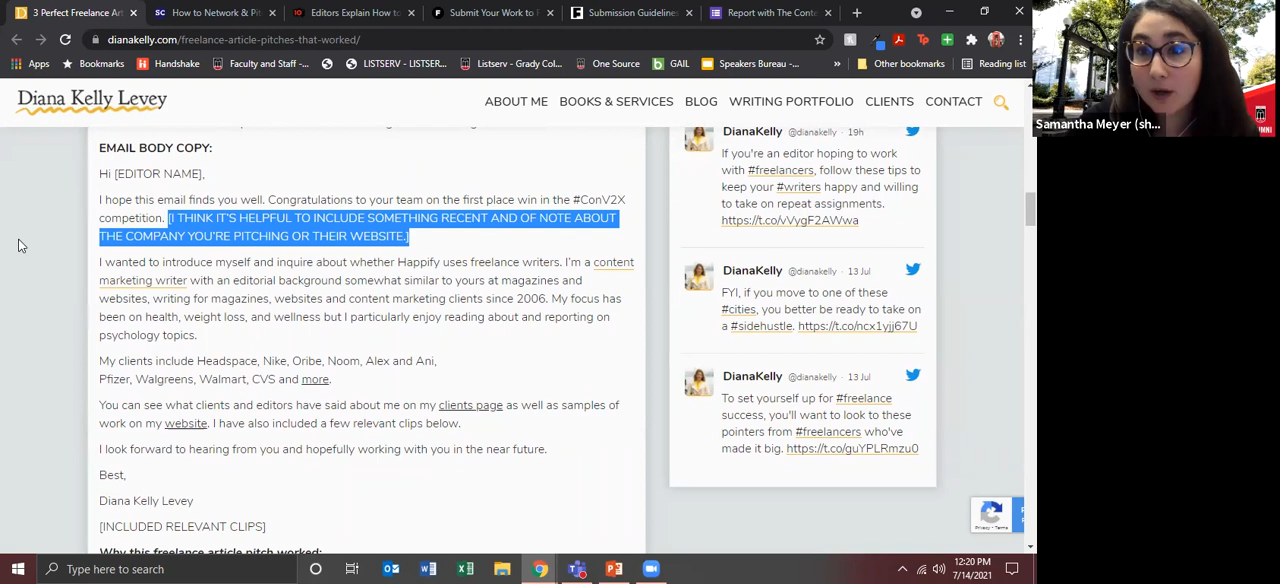 3 Perfect Freelance Art
How to Network & Pit
Editors Explain How to
Submit Your Work to F
Submission Guidelines
Report with The Conte
dianakelly.com/freelance-article-pitches-that-worked/
Apps
Bookmarks
Handshake
Faculty and Staff -...
LISTSERV - LISTSER...
Listserv - Grady Col...
One Source
GAIL
Speakers Bureau -...
»
Other bookmarks
Reading list
Diana Kelly Levey
ABOUT ME BOOKS & SERVICES BLOG WRITING PORTFOLIO CLIENTS CONTACT
EMAIL BODY COPY:
Hi [EDITOR NAME],
I hope this email finds you well. Congratulations to your team on the first place win in the #ConV2X
competition. [I THINK IT'S HELPFUL TO INCLUDE SOMETHING RECENT AND OF NOTE ABOUT
THE COMPANY YOU'RE PITCHING OR THEIR WEBSITE.]
I wanted to introduce myself and inquire about whether Happify uses freelance writers. I'm a content
marketing writer with an editorial background somewhat similar to yours at magazines and
websites, writing for magazines, websites and content marketing clients since 2006. My focus has
been on health, weight loss, and wellness but I particularly enjoy reading about and reporting on
psychology topics.
My clients include Headspace, Nike, Oribe, Noom, Alex and Ani,
Pfizer, Walgreens, Walmart, CVS and more.
You can see what clients and editors have said about me on my clients page as well as samples of
work on my website. I have also included a few relevant clips below.
I look forward to hearing from you and hopefully working with you in the near future.
Best,
Diana Kelly Levey
[INCLUDED RELEVANT CLIPS]
Why this freelance article pitch worked:
DianaKelly @dianakelly · 19h
If you're an editor hoping to work
with #freelancers, follow these tips to
keep your #writers happy and willing
to take on repeat assignments.
https://t.co/vVygF2AWwa
DianaKelly @dianakelly · 13 Jul
FYI, if you move to one of these
#cities, you better be ready to take on
a #sidehustle. https://t.co/ncx1yjj67U
DianaKelly @dianakelly · 13 Jul
To set yourself up for #freelance
success, you'll want to look to these
pointers from #freelancers who've
made it big. https://t.co/guYPLRmzu0
Privacy - Terms
Samantha Meyer (sh...
Type here to search
12:20 PM
7/14/2021